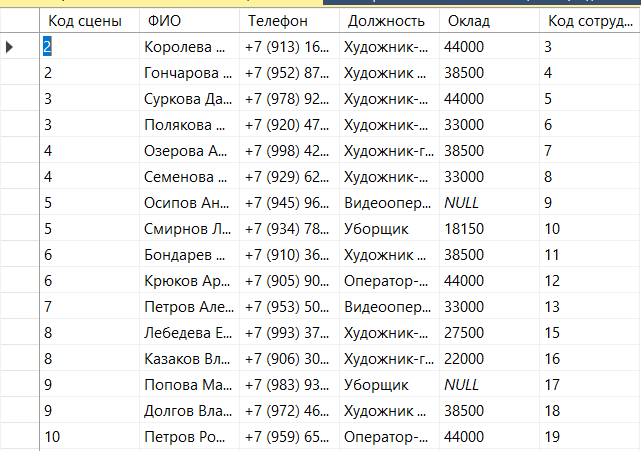 Код сцены ФИО Телефон Должность Оклад Код сотруд...
2 Королева ... +7 (913) 16... Художник-... 44000 3
2 Гончарова ... +7 (952) 87... Художник-... 38500 4
3 Суркова Да... +7 (978) 92... Художник-... 44000 5
3 Полякова ... +7 (920) 47... Художник-... 33000 6
4 Озерова А... +7 (998) 42... Художник-г... 38500 7
4 Семенова ... +7 (929) 62... Художник-... 33000 8
5 Осипов Ан... +7 (945) 96... Видеоопер... NULL 9
5 Смирнов Л... +7 (934) 78... Уборщик 18150 10
6 Бондарев ... +7 (910) 36... Художник ... 38500 11
6 Крюков Ар... +7 (905) 90... Оператор-... 44000 12
7 Петров Але... +7 (953) 50... Видеоопер... 33000 13
8 Лебедева Е... +7 (993) 37... Художник-... 27500 15
8 Казаков Вл... +7 (906) 30... Художник-г... 22000 16
9 Попова Ма... +7 (983) 93... Уборщик NULL 17
9 Долгов Вла... +7 (972) 46... Художник ... 38500 18
10 Петров Ро... +7 (959) 65... Оператор-... 44000 19